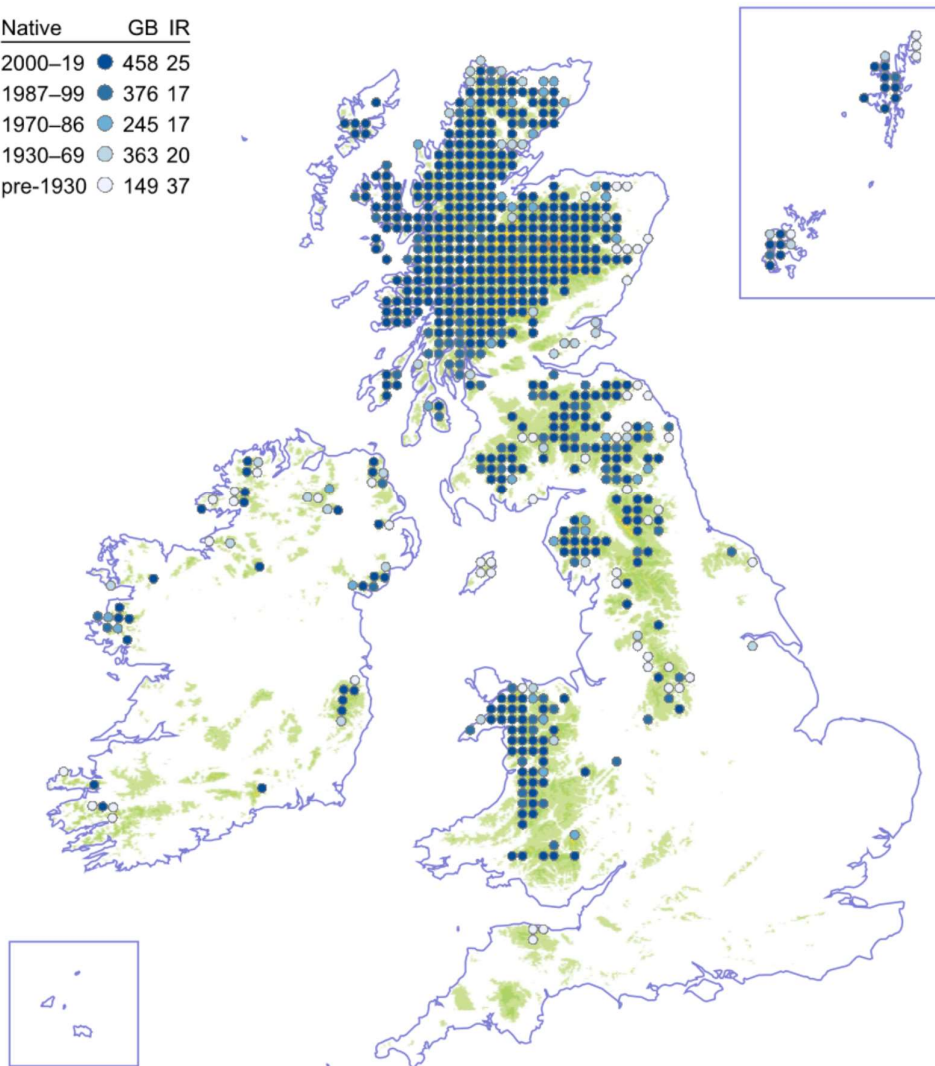 Native GB IR
2000–19 458 25
1987–99 376 17
1970–86 245 17
1930–69 363 20
pre-1930 149 37